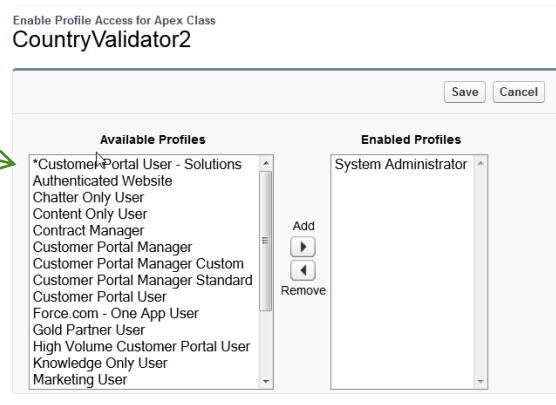 Enable Profile Access for Apex Class
CountryValidator2
Save Cancel
Available Profiles
*Customer Portal User - Solutions
Authenticated Website
Chatter Only User
Content Only User
Contract Manager
Customer Portal Manager
Customer Portal Manager Custom
Customer Portal Manager Standard
Customer Portal User
Force.com - One App User
Gold Partner User
High Volume Customer Portal User
Knowledge Only User
Marketing User
Add
Remove
Enabled Profiles
System Administrator